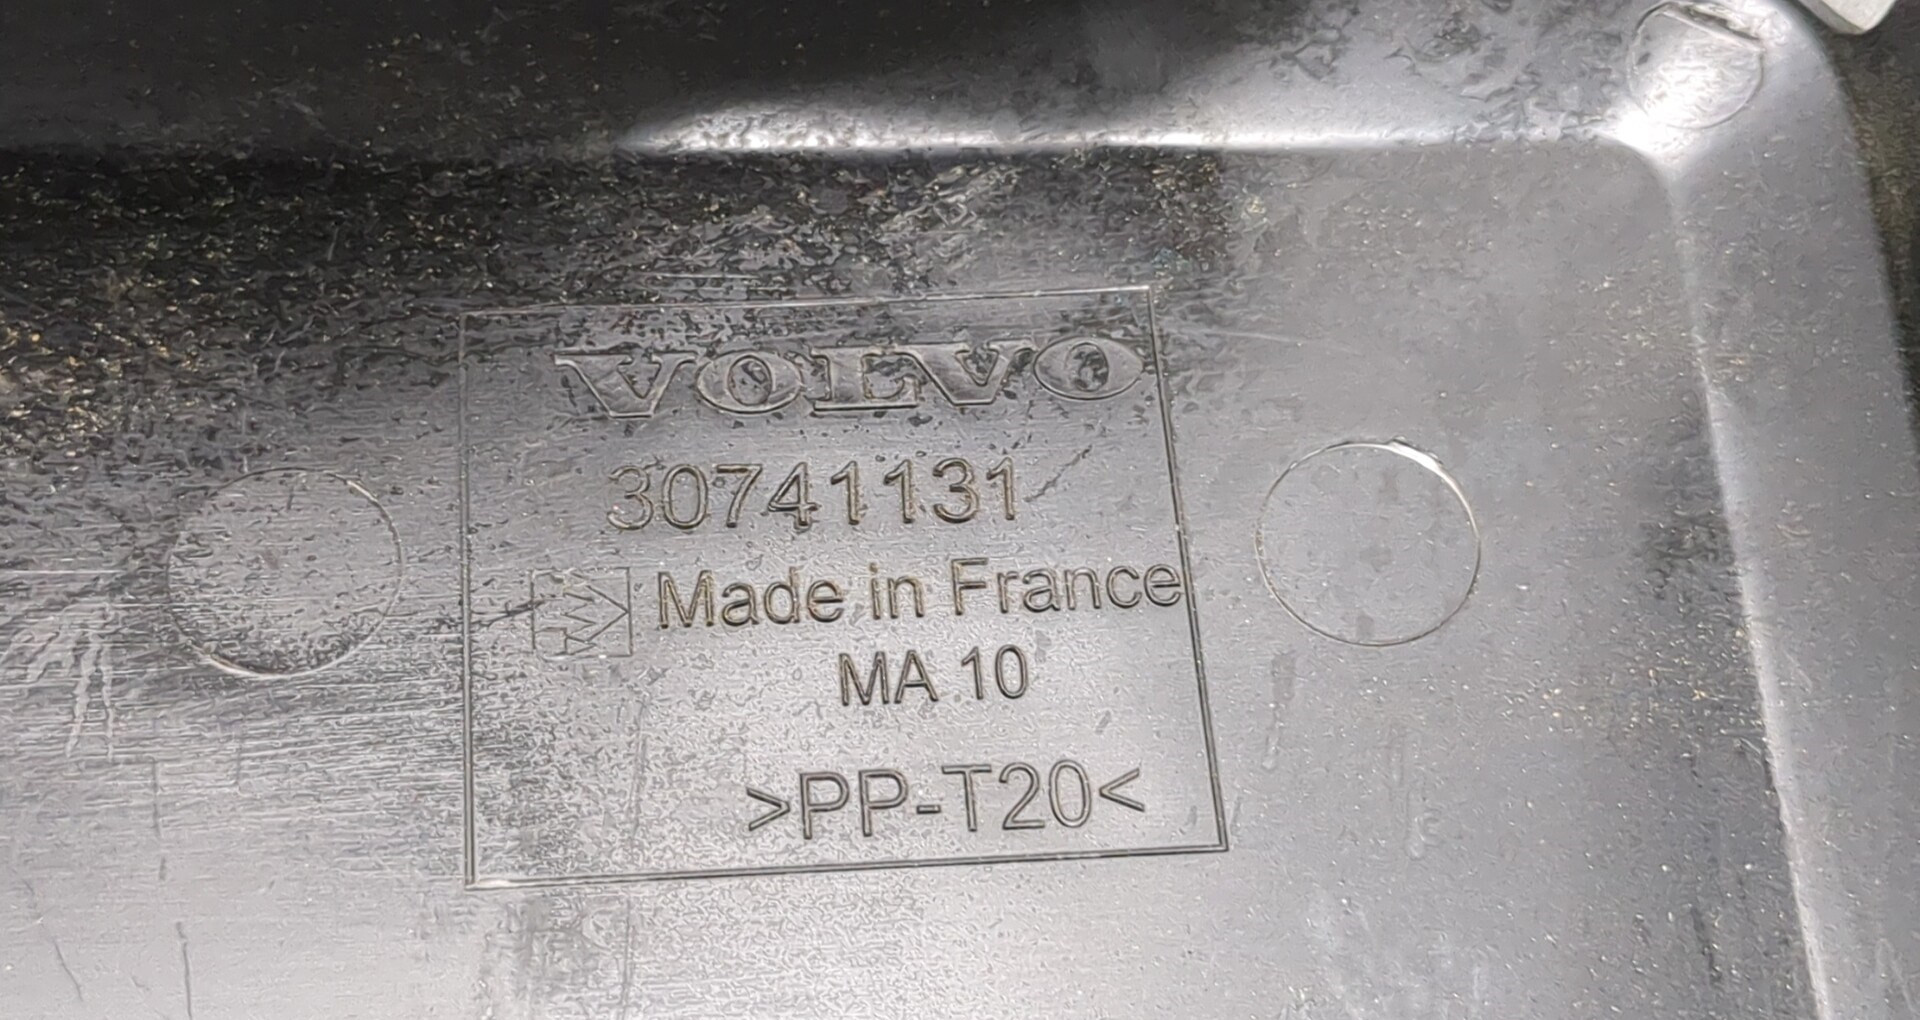 VOLVO
30741131
Made in France
MA 10
>PP-T20<